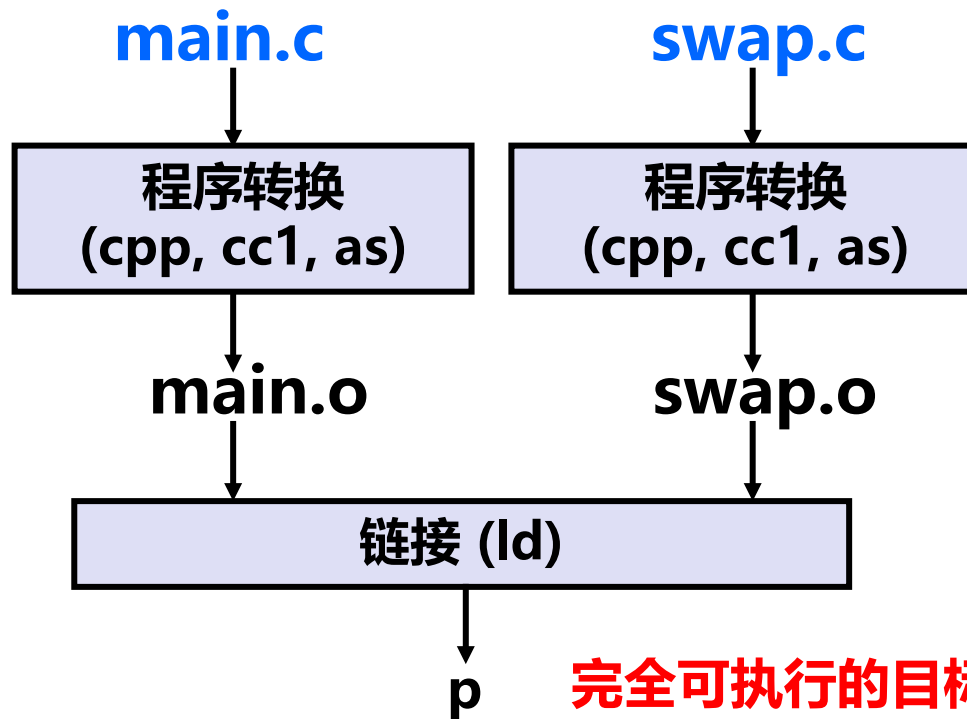 main.c
swap.c
程序转换
(cpp, cc1, as)
程序转换
(cpp, cc1, as)
main.o
swap.o
链接 (ld)
p
完全可执行的目